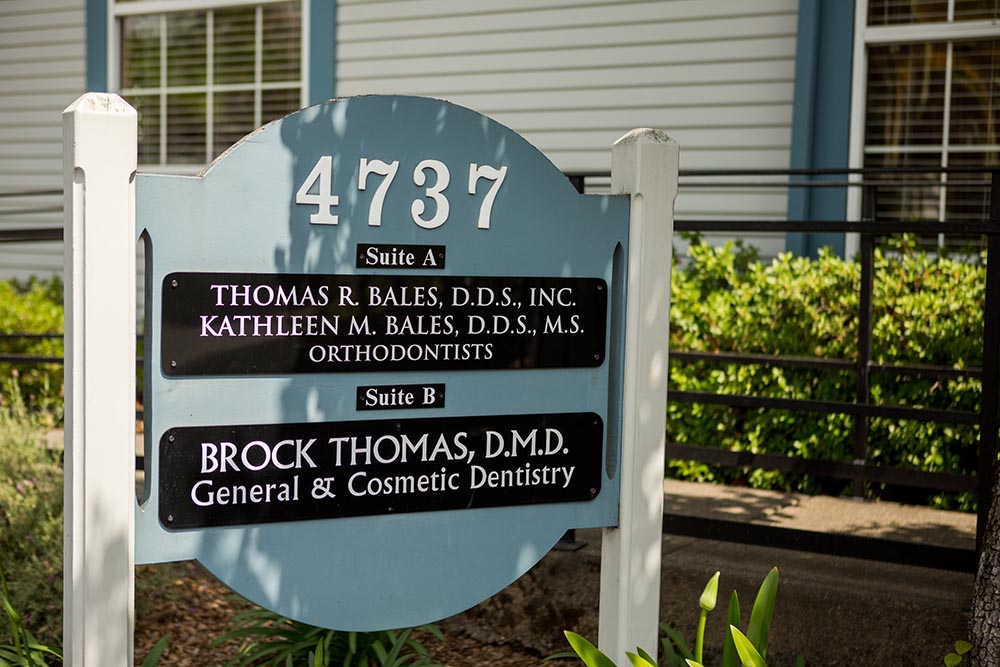 4737
Suite A
THOMAS R. BALES, D.D.S., INC.
KATHLEEN M. BALES, D.D.S., M.S.
ORTHODONTISTS
Suite B
BROCK THOMAS, D.M.D.
General & Cosmetic Dentistry